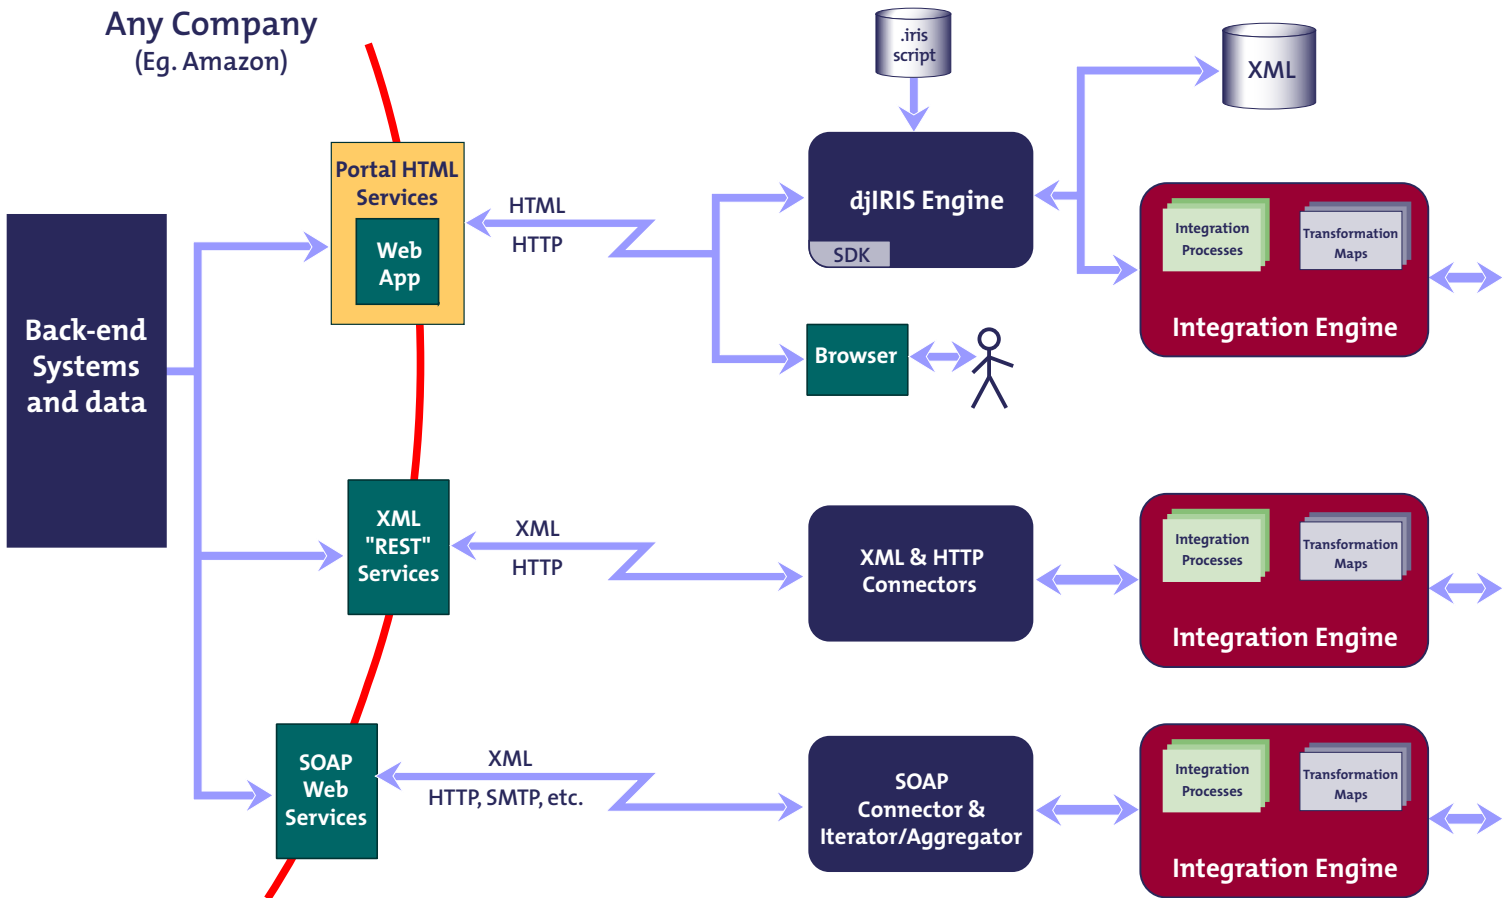 Any Company
(Eg. Amazon)
.iris
script
XML
Portal HTML
Services
Web
App
HTML
HTTP
djIRIS Engine
SDK
Integration
Processes
Transformation
Maps
Integration Engine
Back-end
Systems
and data
Browser
XML
"REST"
Services
XML
HTTP
XML & HTTP
Connectors
Integration
Processes
Transformation
Maps
Integration Engine
SOAP
Web
Services
XML
HTTP, SMTP, etc.
SOAP
Connector &
Iterator/Aggregator
Integration
Processes
Transformation
Maps
Integration Engine